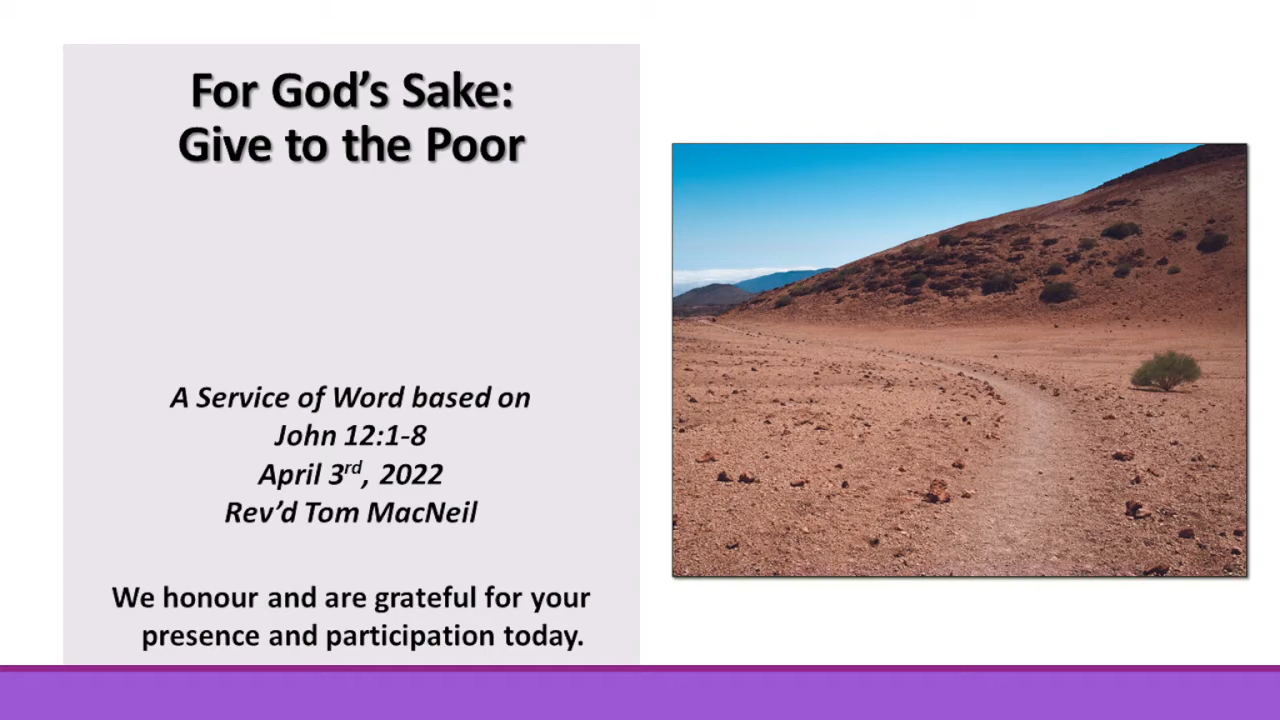 For God’s Sake:
Give to the Poor
A Service of Word based on
John 12:1-8
April 3rd, 2022
Rev’d Tom MacNeil
We honour and are grateful for your
presence and participation today.